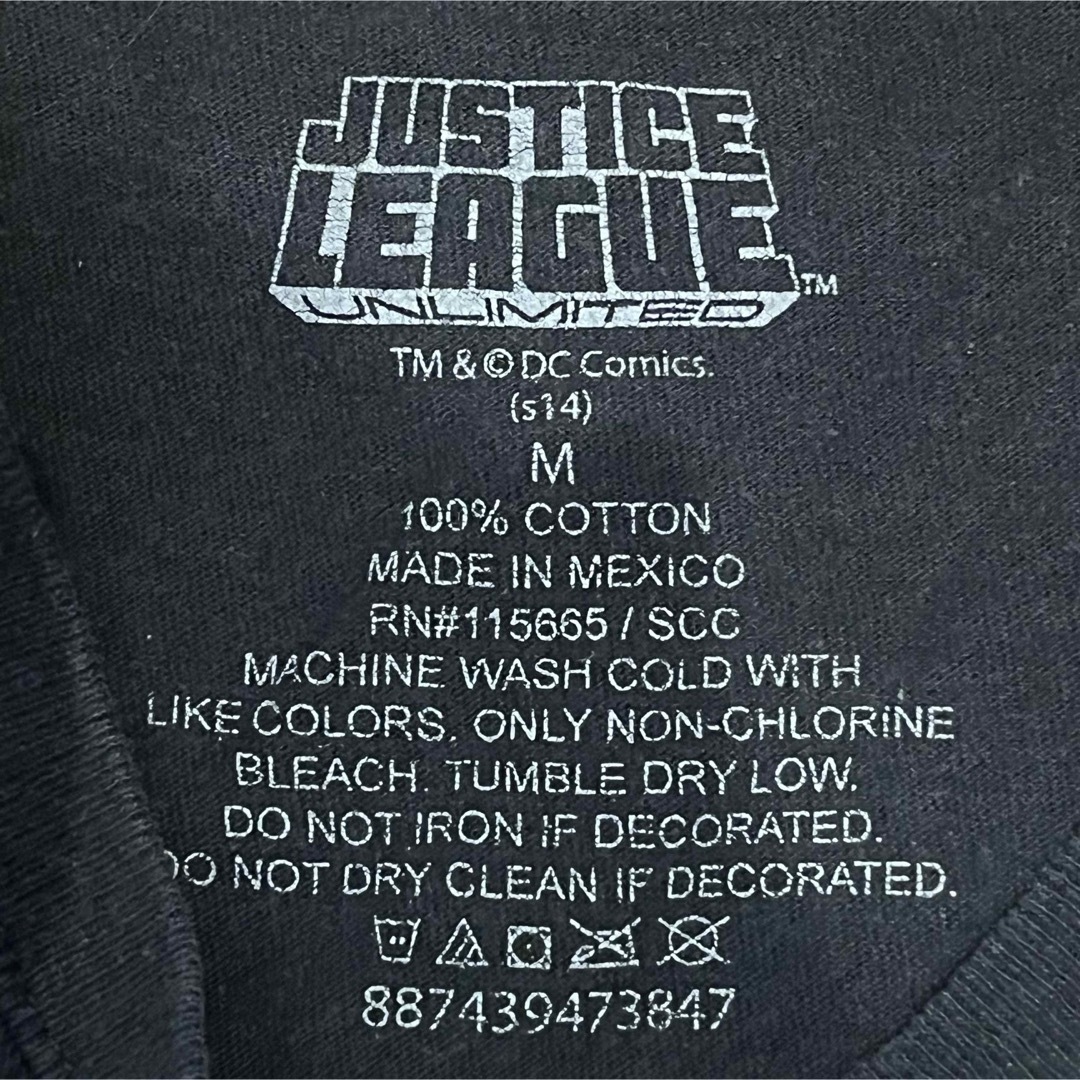 JUSTICE
LEAGUE
UNLIMITED TM
TM & © DC Comics.
(s14)
M
100% COTTON
MADE IN MEXICO
RN#115665 / SCC
MACHINE WASH COLD WITH
LIKE COLORS. ONLY NON-CHLORINE
BLEACH. TUMBLE DRY LOW.
DO NOT IRON IF DECORATED.
DO NOT DRY CLEAN IF DECORATED.
887439473847